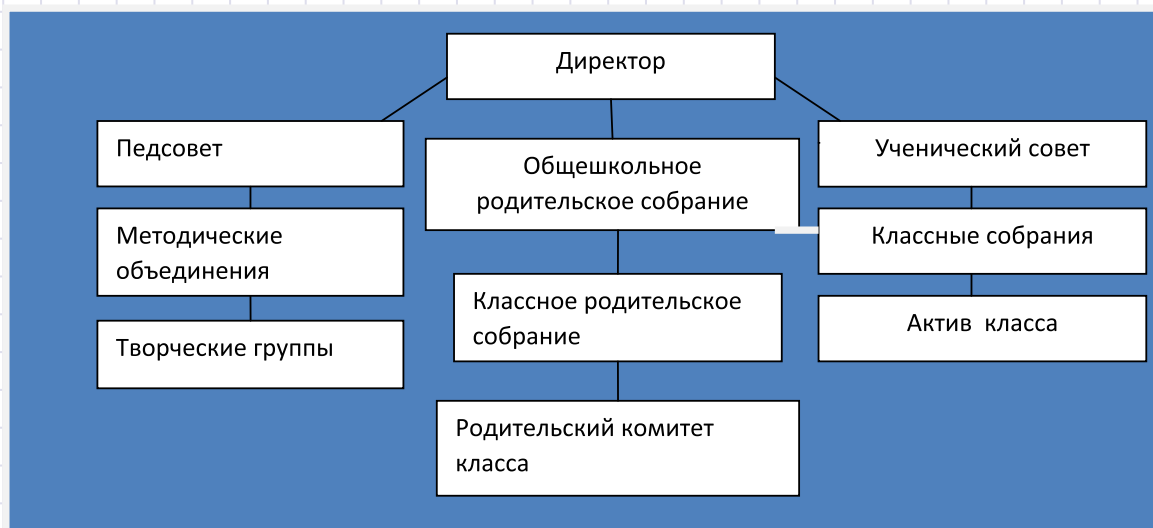 Директор
Педсовет
Общешкольное
родительское собрание
Ученический совет
Методические
объединения
Классные собрания
Классное родительское
собрание
Творческие группы
Актив  класса
Родительский комитет
класса